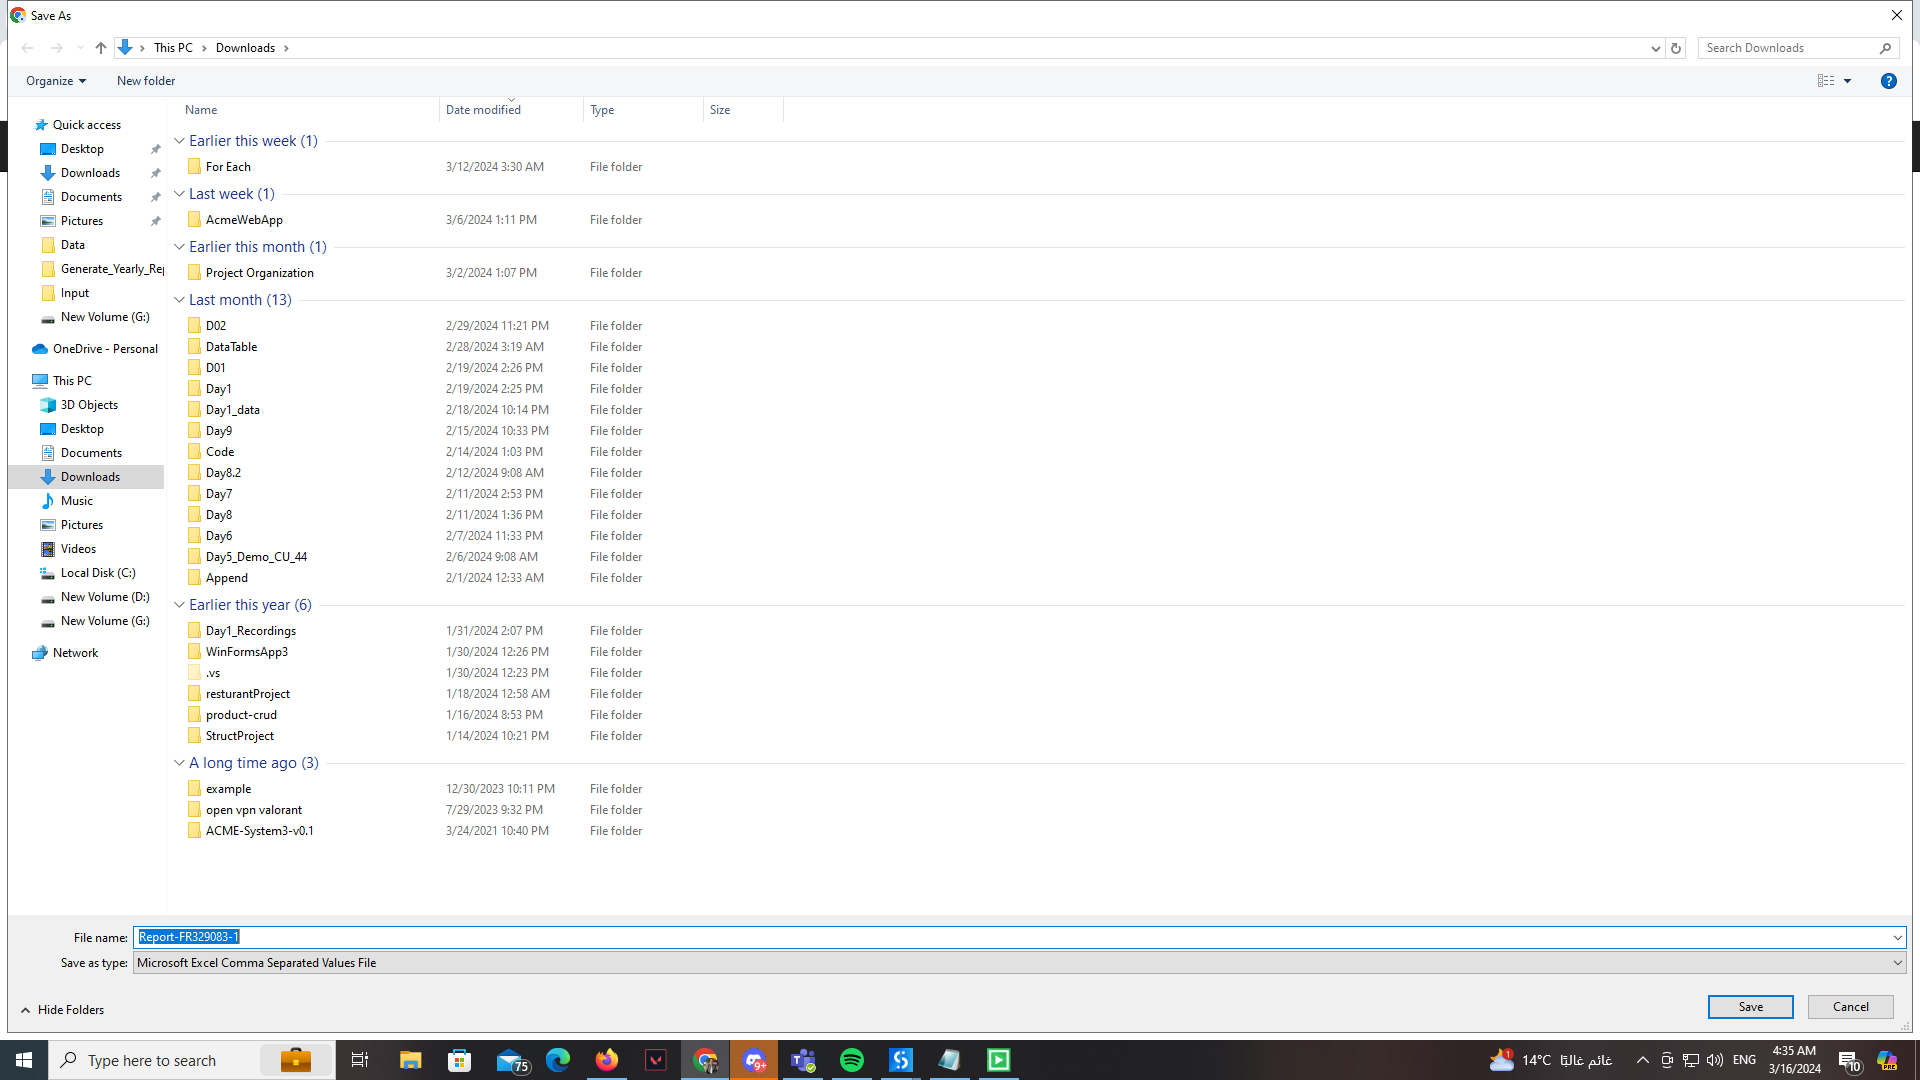 Save As
This PC
Downloads
Search Downloads
Organize
New folder
Name
Date modified
Type
Size
Quick access
Desktop
Downloads
Documents
Pictures
Data
Generate_Yearly_Rep
Input
New Volume (G:)
OneDrive - Personal
This PC
3D Objects
Desktop
Documents
Downloads
Music
Pictures
Videos
Local Disk (C:)
New Volume (D:)
New Volume (G:)
Network
Earlier this week (1)
For Each 3/12/2024 3:30 AM File folder
Last week (1)
AcmeWebApp 3/6/2024 1:11 PM File folder
Earlier this month (1)
Project Organization 3/2/2024 1:07 PM File folder
Last month (13)
D02 2/29/2024 11:21 PM File folder
DataTable 2/28/2024 3:19 AM File folder
D01 2/19/2024 2:26 PM File folder
Day1 2/19/2024 2:25 PM File folder
Day1_data 2/18/2024 10:14 PM File folder
Day9 2/15/2024 10:33 PM File folder
Code 2/14/2024 1:03 PM File folder
Day8.2 2/12/2024 9:08 AM File folder
Day7 2/11/2024 2:53 PM File folder
Day8 2/11/2024 1:36 PM File folder
Day6 2/7/2024 11:33 PM File folder
Day5_Demo_CU_44 2/6/2024 9:08 AM File folder
Append 2/1/2024 12:33 AM File folder
Earlier this year (6)
Day1_Recordings 1/31/2024 2:07 PM File folder
WinFormsApp3 1/30/2024 12:26 PM File folder
.vs 1/30/2024 12:23 PM File folder
resturantProject 1/18/2024 12:58 AM File folder
product-crud 1/16/2024 8:53 PM File folder
StructProject 1/14/2024 10:21 PM File folder
A long time ago (3)
example 12/30/2023 10:11 PM File folder
open vpn valorant 7/29/2023 9:32 PM File folder
ACME-System3-v0.1 3/24/2021 10:40 PM File folder
File name: Report-FR329083-1
Save as type: Microsoft Excel Comma Separated Values File
Hide Folders
Save
Cancel
Type here to search
75
9+
1
14°C غائم غالبًا
ENG
4:35 AM
3/16/2024
10
PRE